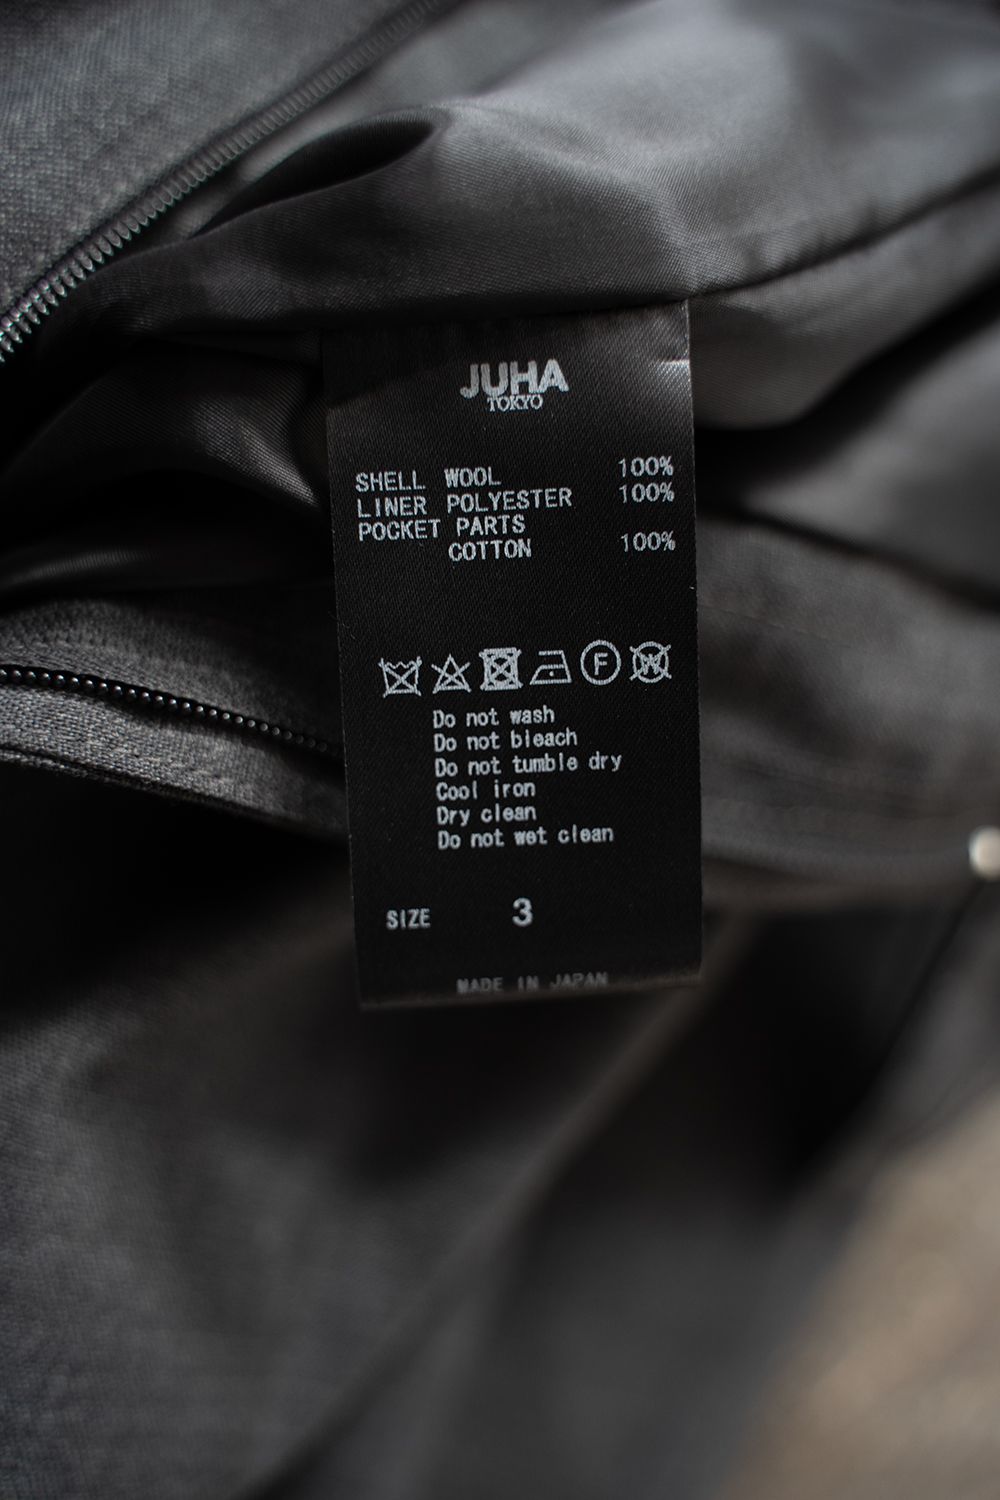 JUHA
TOKYO
SHELL WOOL 100%
LINER POLYESTER 100%
POCKET PARTS
COTTON 100%
F W
Do not wash
Do not bleach
Do not tumble dry
Cool iron
Dry clean
Do not wet clean
SIZE 3
MADE IN JAPAN